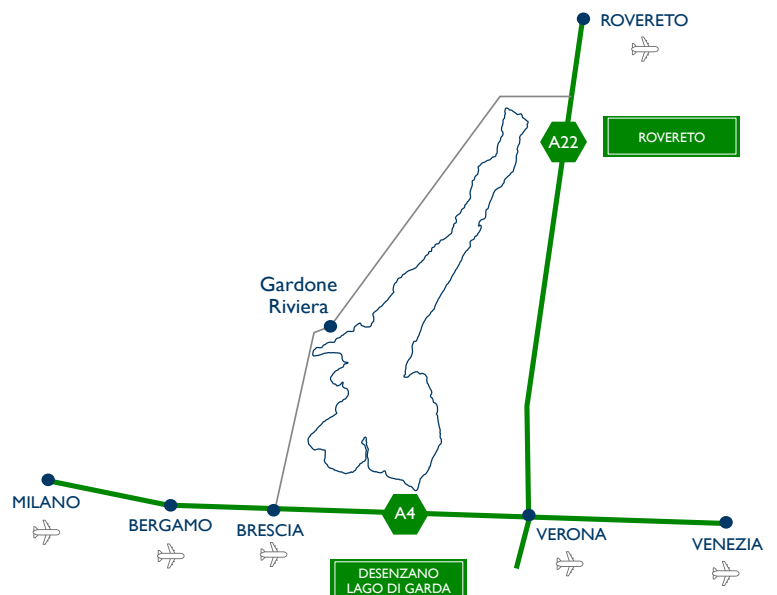 ROVERETO
A22
ROVERETO
Gardone
Riviera
MILANO
BERGAMO
BRESCIA
A4
VERONA
VENEZIA
DESENZANO
LAGO DI GARDA